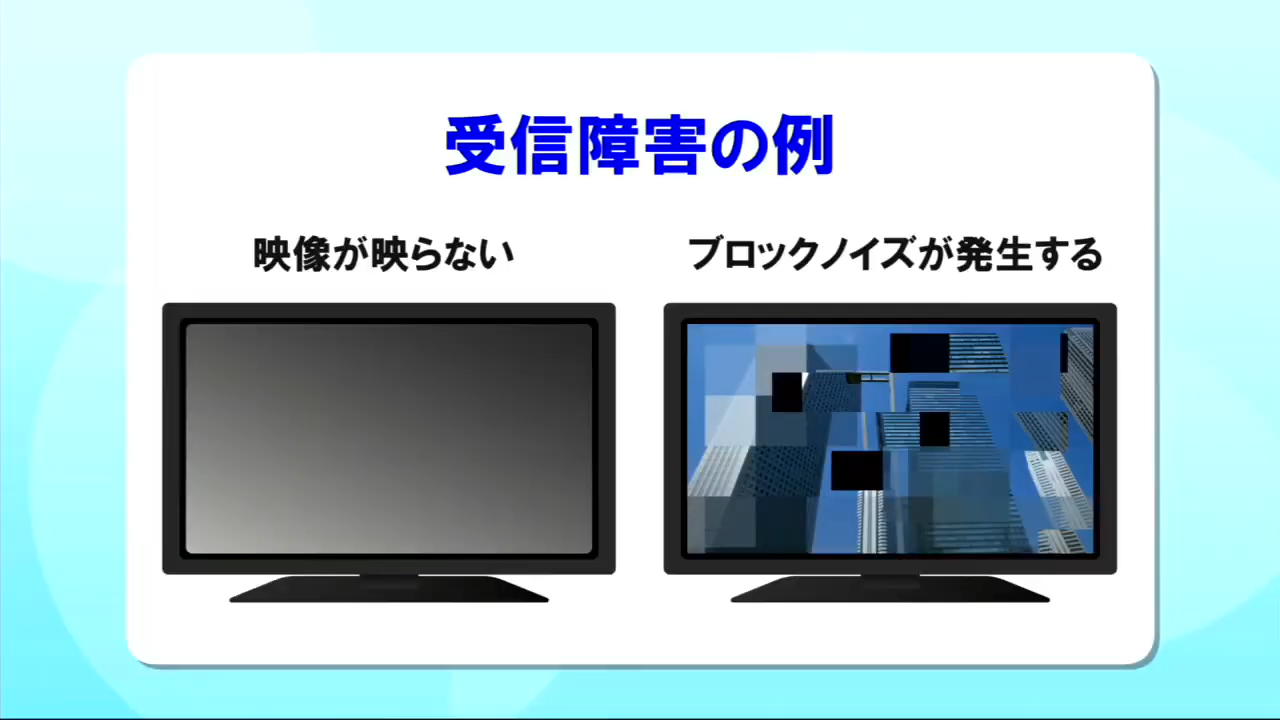 受信障害の例
映像が映らない
ブロックノイズが発生する